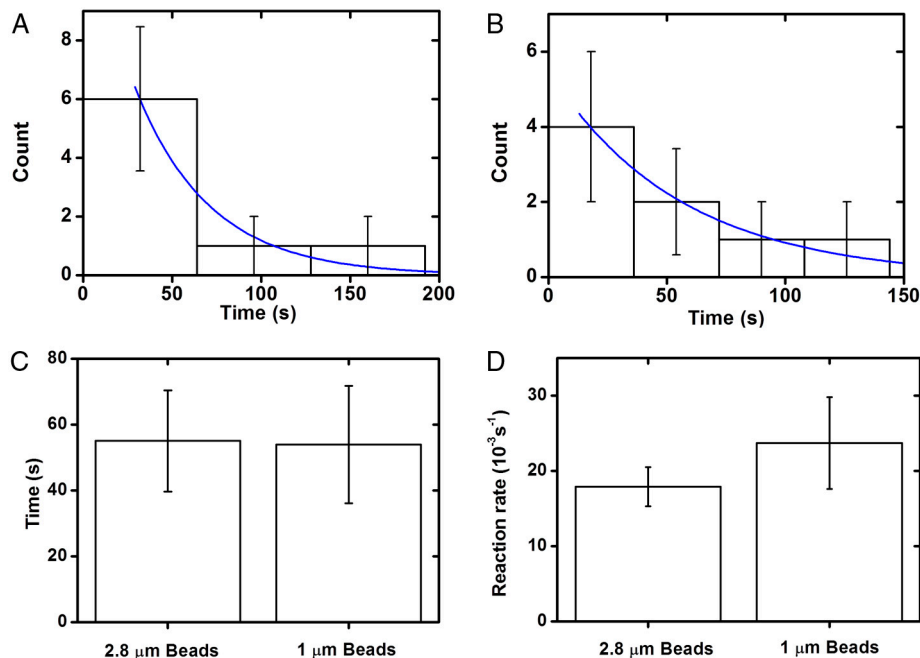 A
Count
8
6
4
2
0
0 50 100 150 200
Time (s)
B
Count
6
4
2
0
0 50 100 150
Time (s)
C
Time (s)
80
60
40
20
0
2.8 μm Beads 1 μm Beads
D
Reaction rate (10⁻³s⁻¹)
30
20
10
0
2.8 μm Beads 1 μm Beads